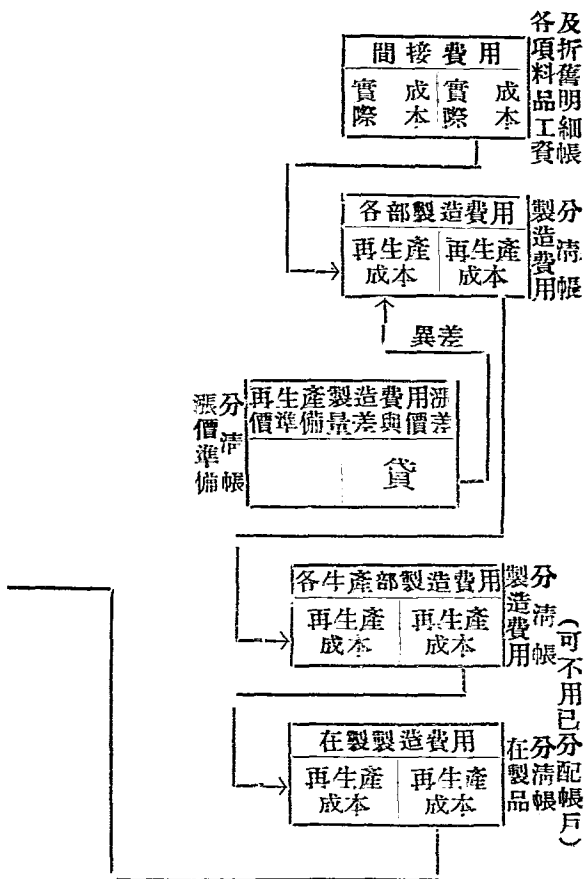 各項料品工資
及折舊明細帳
間接費用
實際成本
實際成本
各部製造費用
再生產
成本
再生產
成本
製造費用
分清帳
異差
漲價準備
分清帳
再生產製造費用漲
價準備量差與價差
貸
各生產部製造費用
再生產
成本
再生產
成本
製造費用
分清帳
(可不用已分配帳戶)
在製製造費用
再生產
成本
再生產
成本
在製品
分清帳